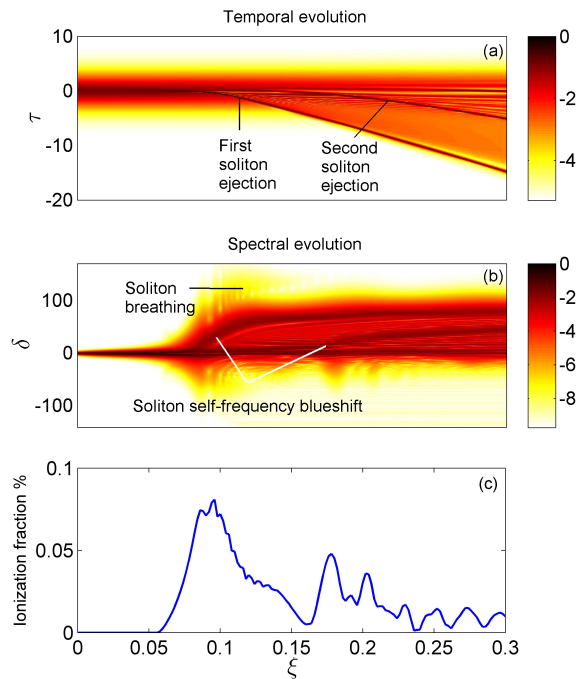 Temporal evolution
(a)
10
0
-10
-20
τ
First
soliton
ejection
Second
soliton
ejection
0
-2
-4
Spectral evolution
(b)
100
0
-100
δ
Soliton
breathing
Soliton self-frequency blueshift
0
-2
-4
-6
-8
(c)
0.1
0.05
0
Ionization fraction %
0 0.05 0.1 0.15 0.2 0.25 0.3
ξ